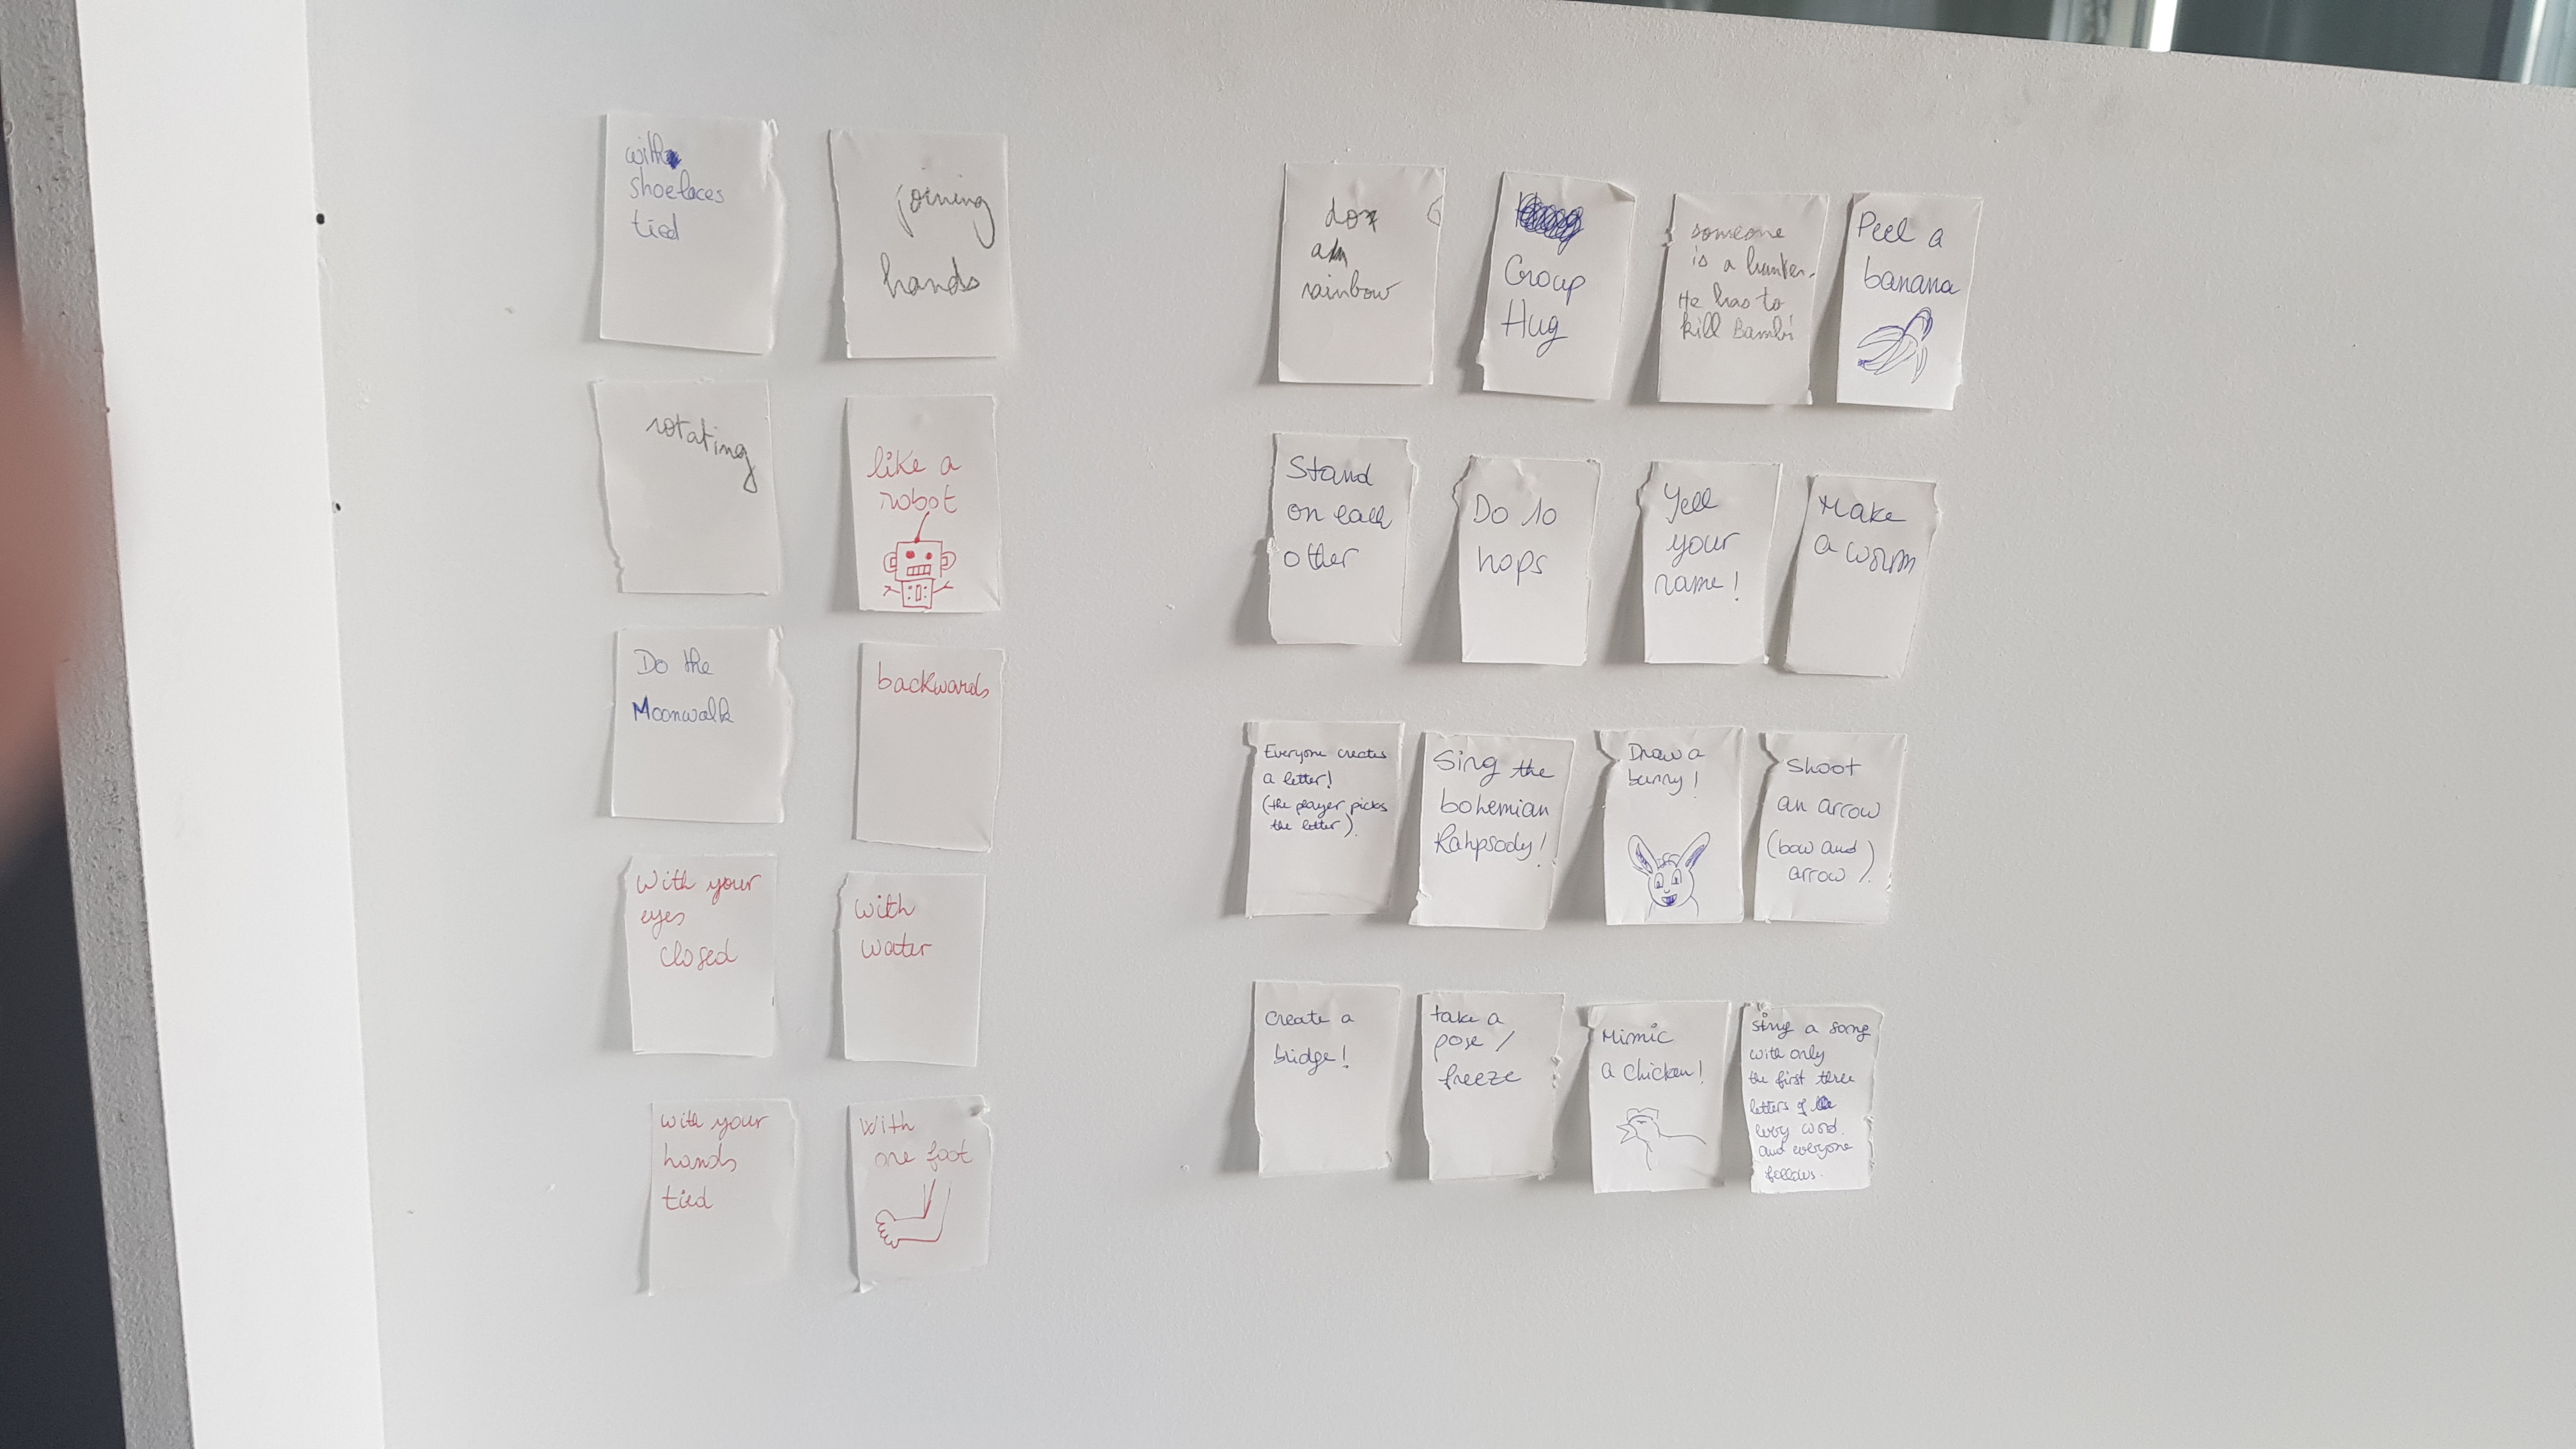 with
shoelaces
tied
joining
hands
rotating
like a
robot
Do the
Moonwalk
backwards
With your
eyes
closed
with
water
with your
hands
tied
With
one foot
do
a
rainbow
Group
Hug
someone
is a hunter.
He has to
kill Bambi
Peel a
banana
Stand
on each
other
Do 10
hops
Yell
your
name!
Make
a worm
Everyone creates
a letter!
(the player picks
the letter).
Sing the
bohemian
Rahpsody!
Draw a
bunny!
Shoot
an arrow
(bow and
arrow).
Create a
bridge!
take a
pose /
freeze
Mimic
a chicken!
sing a song
with only
the first three
letters of
every word.
and everyone
follows.